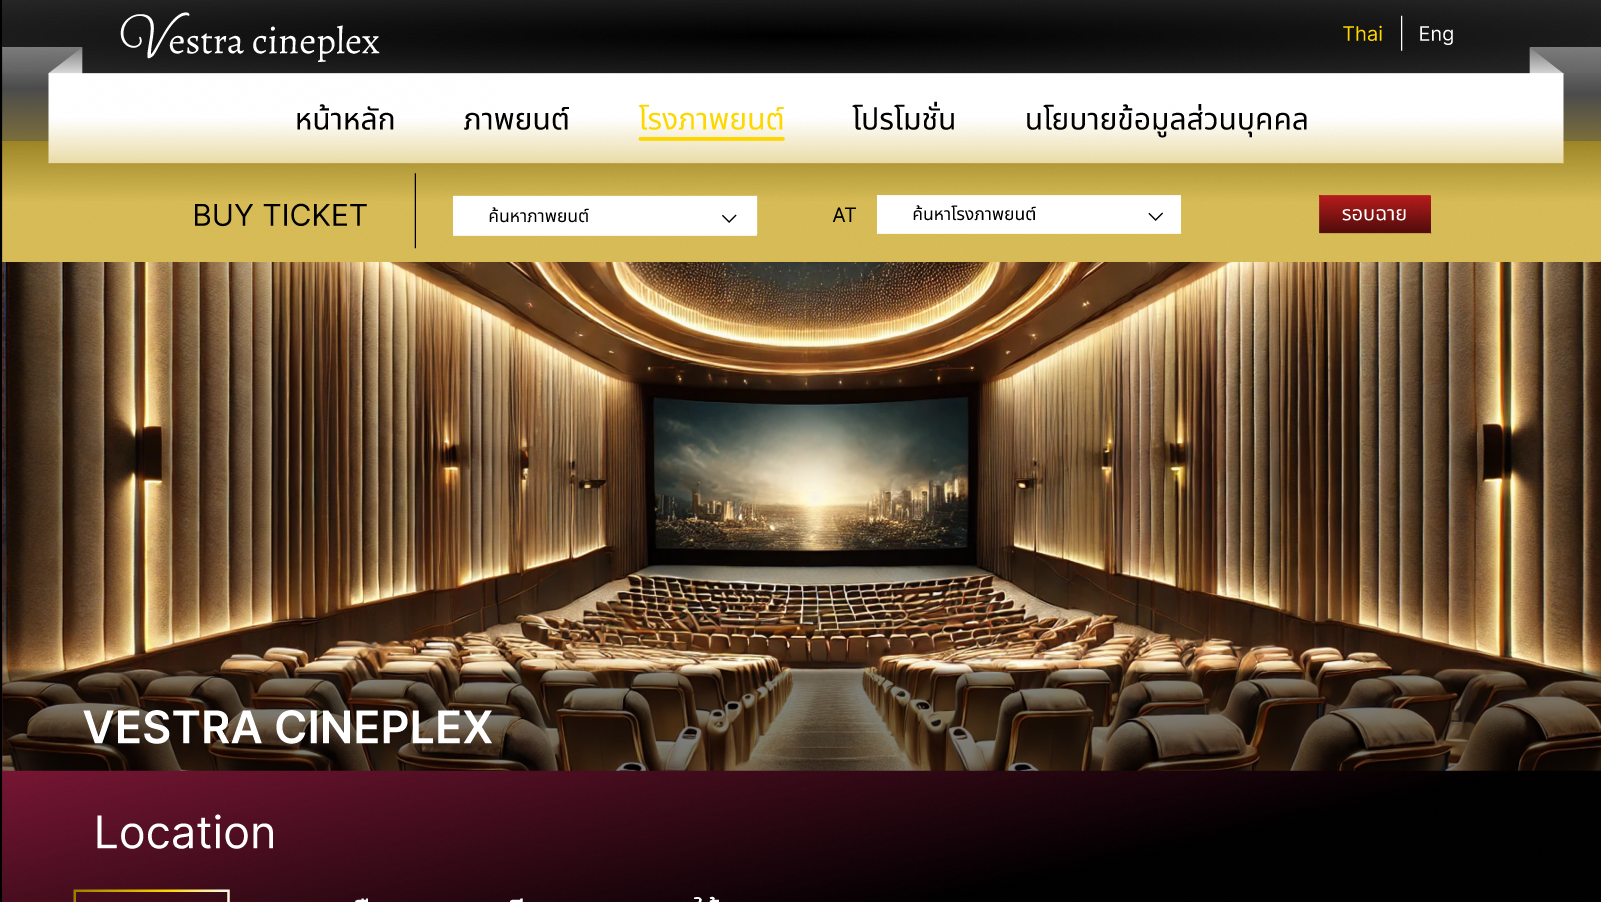 Vestra cineplex
Thai Eng
หน้าหลัก ภาพยนต์ โรงภาพยนต์ โปรโมชั่น นโยบายข้อมูลส่วนบุคคล
BUY TICKET ค้นหาภาพยนต์ AT ค้นหาโรงภาพยนต์ รอบฉาย
VESTRA CINEPLEX
Location